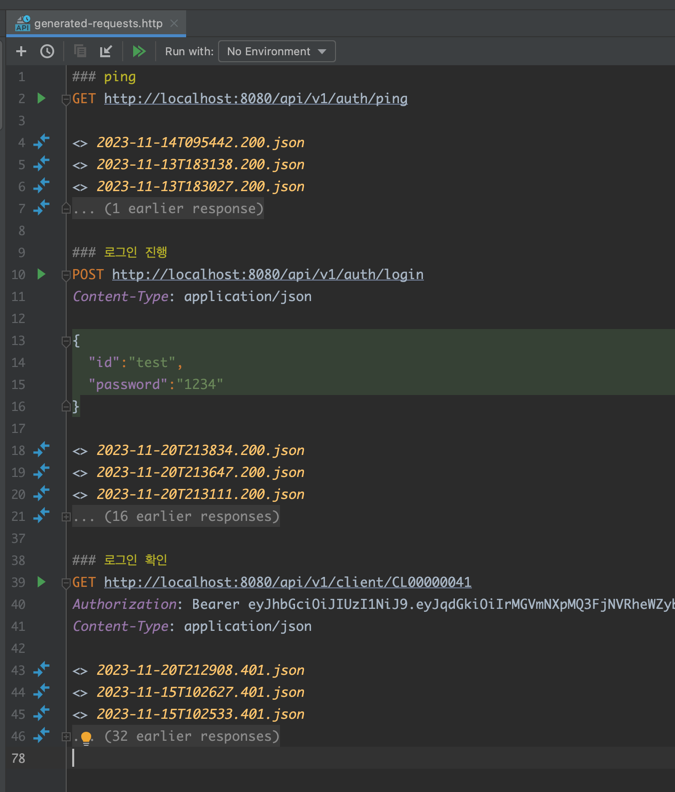 API generated-requests.http ×
Run with: No Environment
1 ### ping
2 GET http://localhost:8080/api/v1/auth/ping
3
4 <> 2023-11-14T095442.200.json
5 <> 2023-11-13T183138.200.json
6 <> 2023-11-13T183027.200.json
7 ... (1 earlier response)
8
9 ### 로그인 진행
10 POST http://localhost:8080/api/v1/auth/login
11 Content-Type: application/json
12
13 {
14 "id":"test",
15 "password":"1234"
16 }
17
18 <> 2023-11-20T213834.200.json
19 <> 2023-11-20T213647.200.json
20 <> 2023-11-20T213111.200.json
21 ... (16 earlier responses)
37
38 ### 로그인 확인
39 GET http://localhost:8080/api/v1/client/CL00000041
40 Authorization: Bearer eyJhbGciOiJIUzI1NiJ9.eyJqdGkiOiIrMGVmNXpMQ3FjNVRheWZyb
41 Content-Type: application/json
42
43 <> 2023-11-20T212908.401.json
44 <> 2023-11-15T102627.401.json
45 <> 2023-11-15T102533.401.json
46 ... (32 earlier responses)
78